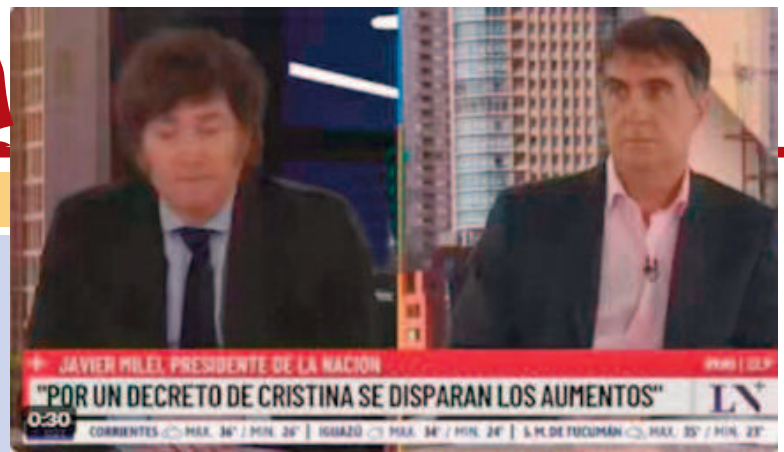 JAVIER MILEI, PRESIDENTE DE LA NACIÓN
"POR UN DECRETO DE CRISTINA SE DISPARAN LOS AUMENTOS"
LN+
0:30
CORRIENTES MÁX. 36° / MÍN. 26° | IGUAZÚ MÁX. 34° / MÍN. 24° | S. M. DE TUCUMÁN MÁX. 35° / MÍN. 23°